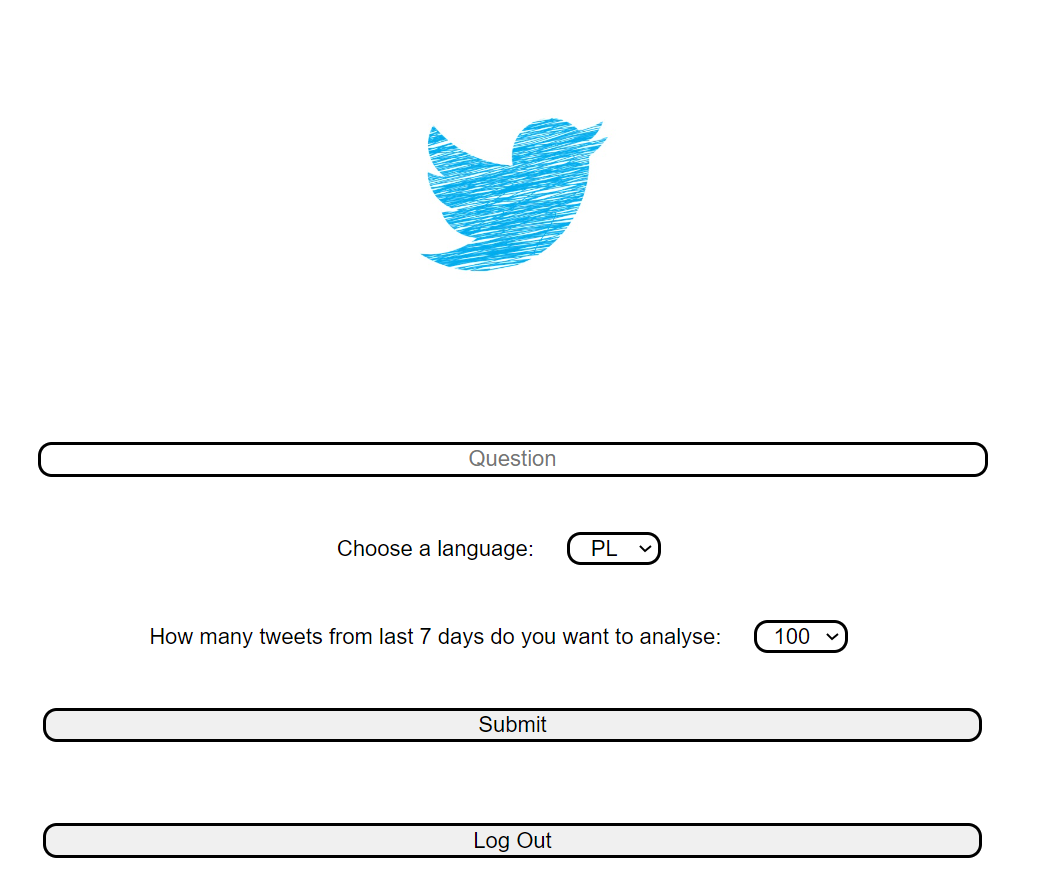 Question
Choose a language: PL
How many tweets from last 7 days do you want to analyse: 100
Submit
Log Out